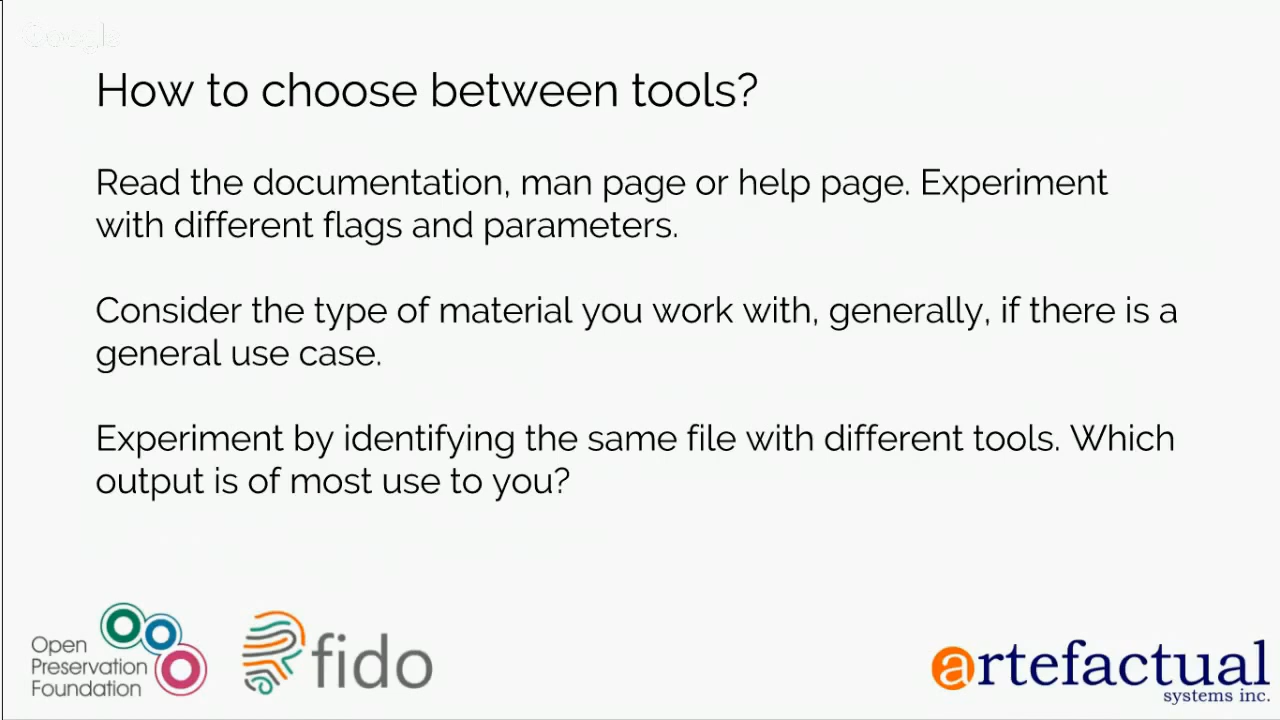 Google
How to choose between tools?
Read the documentation, man page or help page. Experiment
with different flags and parameters.
Consider the type of material you work with, generally, if there is a
general use case.
Experiment by identifying the same file with different tools. Which
output is of most use to you?
Open
Preservation
Foundation
fido
artefactual
systems inc.